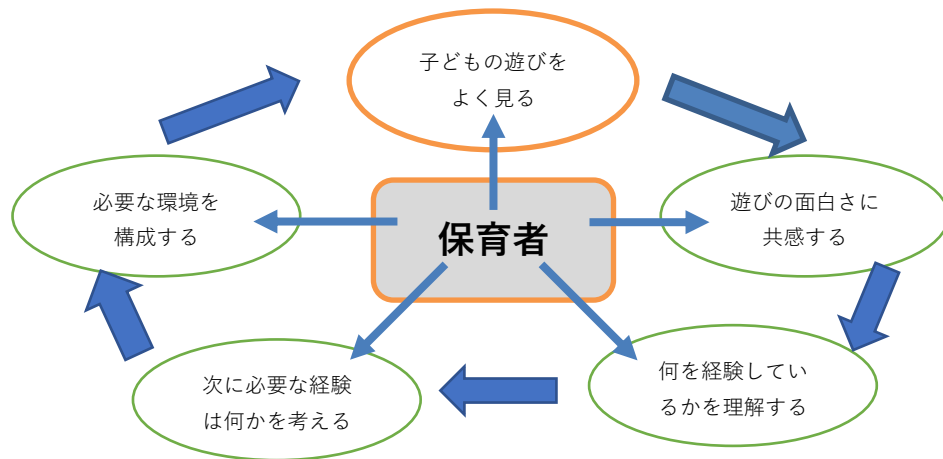 子どもの遊びを
よく見る
必要な環境を
構成する
保育者
遊びの面白さに
共感する
次に必要な経験
は何かを考える
何を経験してい
るかを理解する